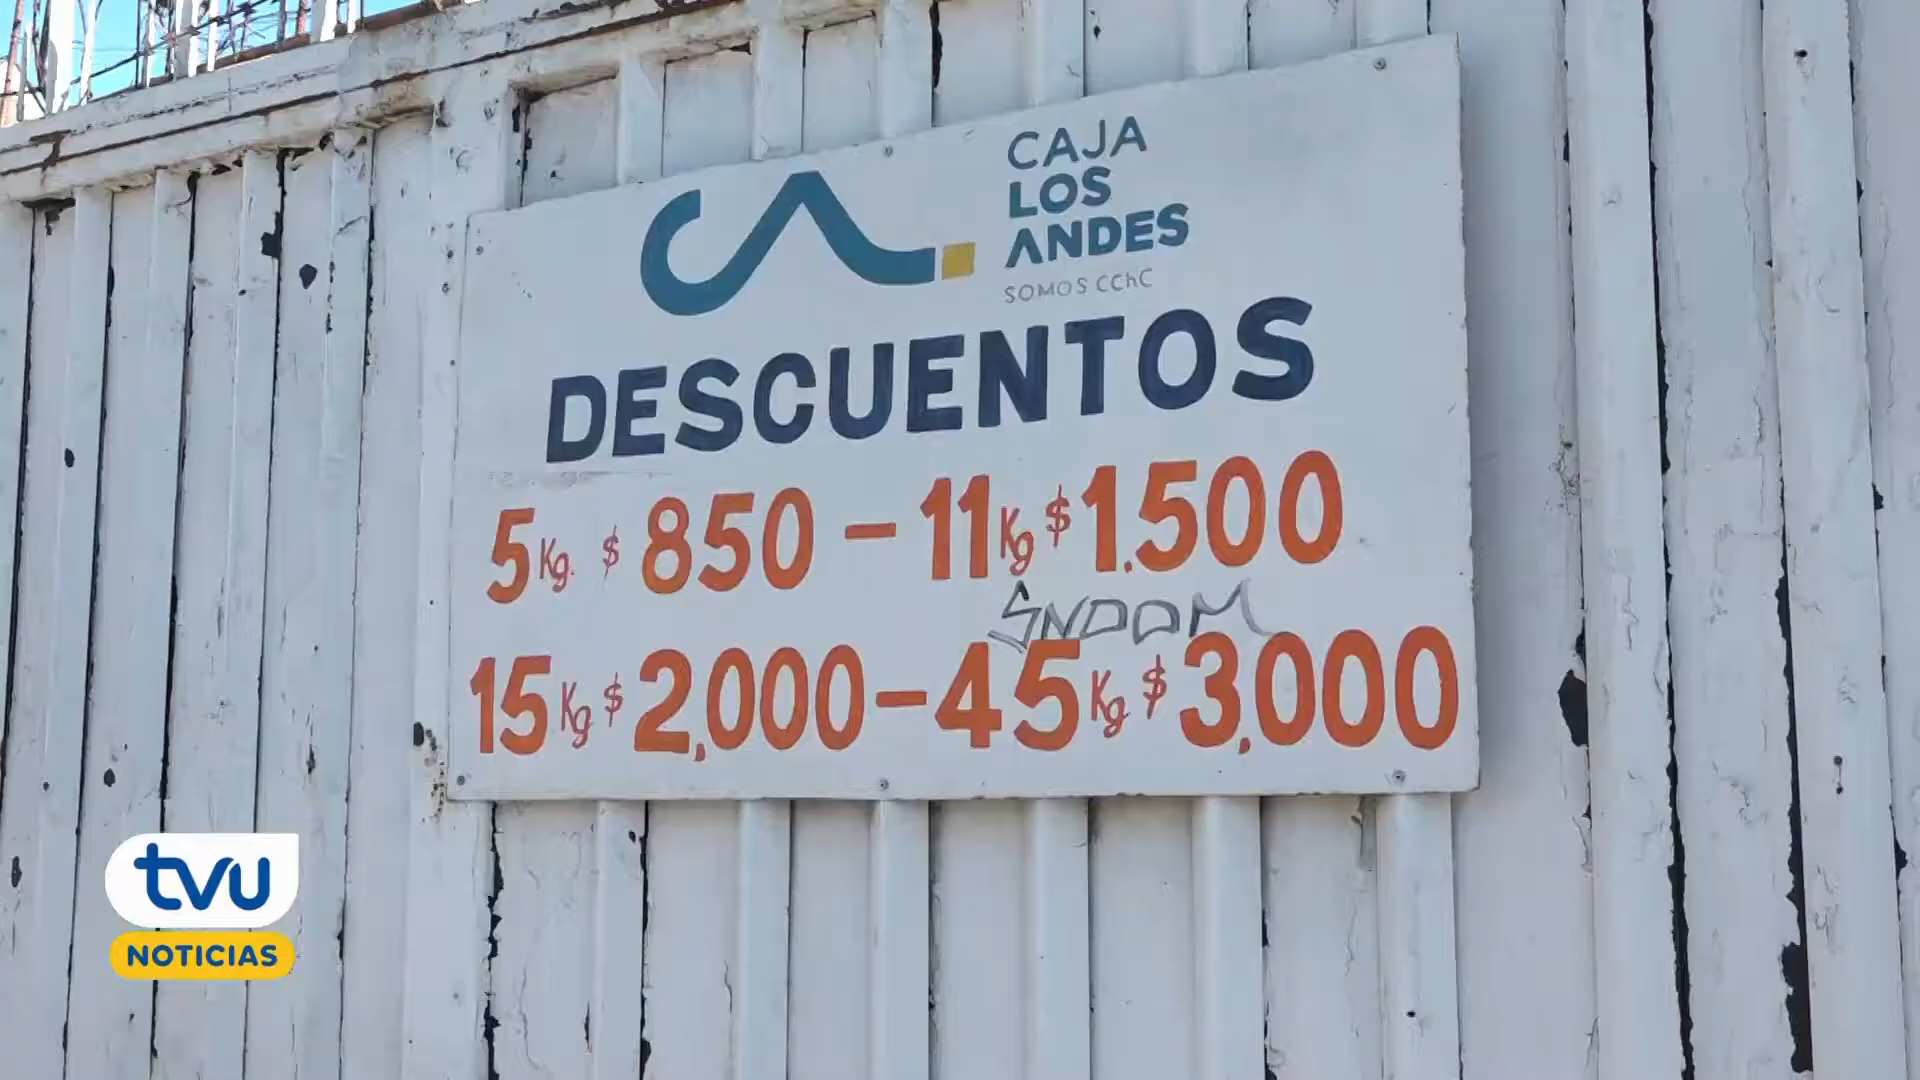 CAJA
LOS
ANDES
SOMOS CChC
DESCUENTOS
5 Kg. $ 850 - 11 Kg $ 1.500
15 Kg $ 2,000 - 45 Kg $ 3,000
tvu
NOTICIAS